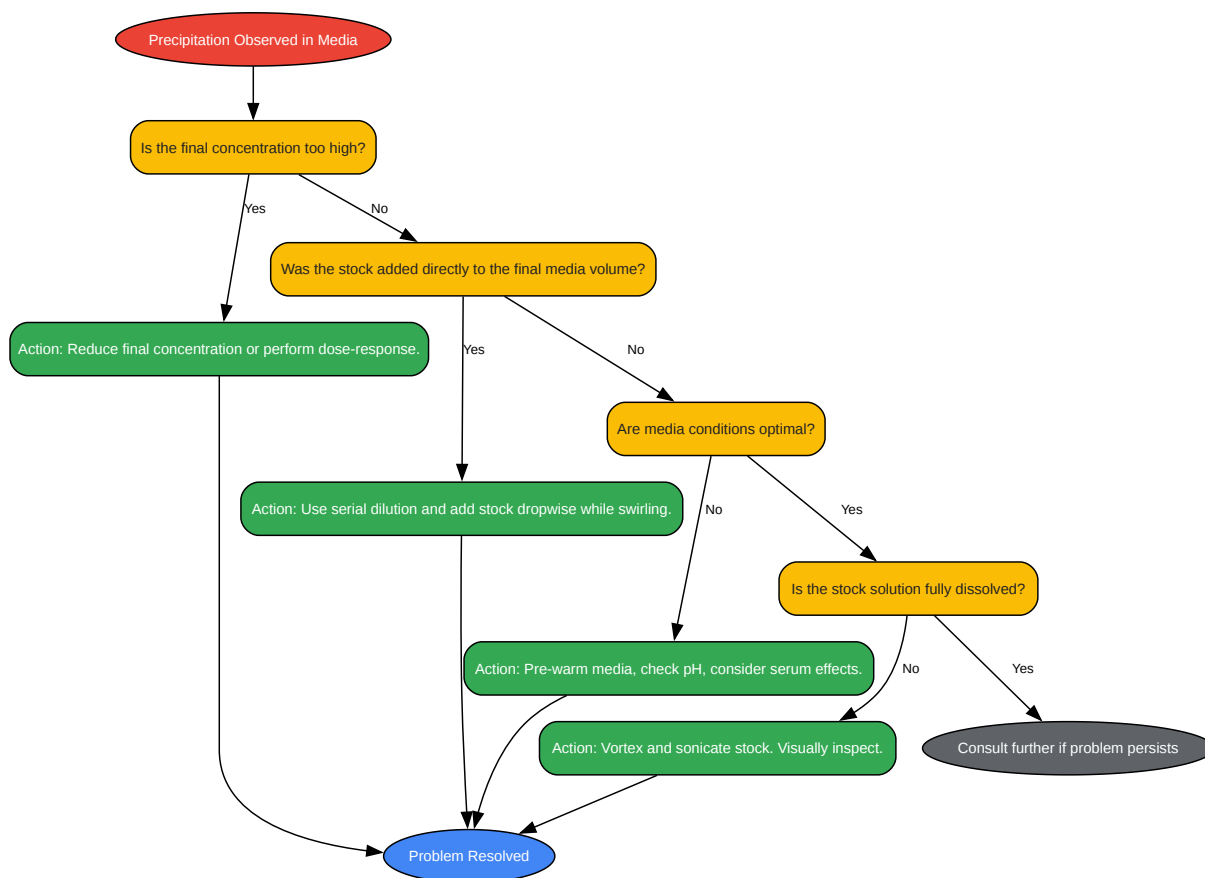 Precipitation Observed in Media
Is the final concentration too high?
Yes
No
Was the stock added directly to the final media volume?
Action: Reduce final concentration or perform dose-response.
Yes
No
Are media conditions optimal?
Action: Use serial dilution and add stock dropwise while swirling.
No
Yes
Is the stock solution fully dissolved?
Action: Pre-warm media, check pH, consider serum effects.
No
Yes
Action: Vortex and sonicate stock. Visually inspect.
Consult further if problem persists
Problem Resolved